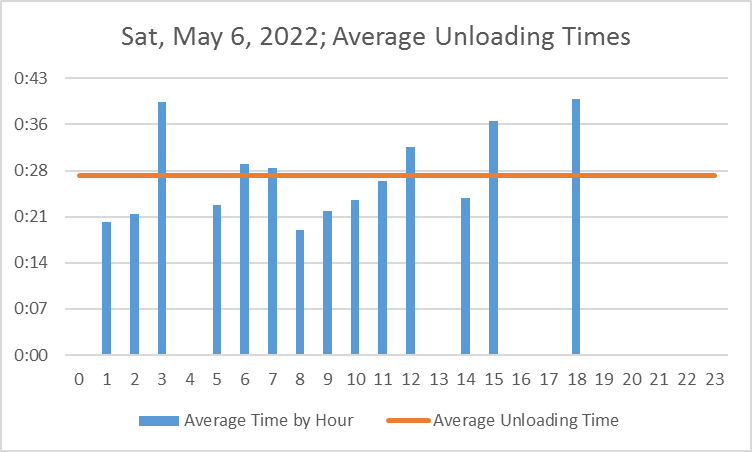 Sat, May 6, 2022; Average Unloading Times
0:43
0:36
0:28
0:21
0:14
0:07
0:00
0 1 2 3 4 5 6 7 8 9 10 11 12 13 14 15 16 17 18 19 20 21 22 23
Average Time by Hour Average Unloading Time